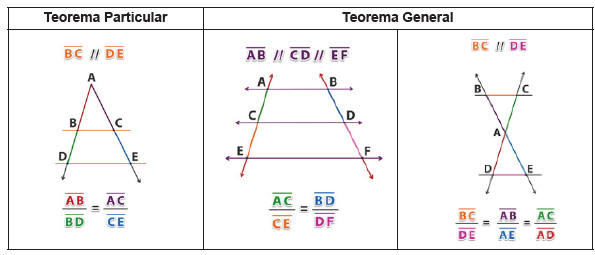 Teorema Particular
Teorema General
BC // DE
A
B
C
D
E
AB / BD = AC / CE
AB // CD // EF
A
B
C
D
E
F
AC / CE = BD / DF
BC // DE
B
C
A
D
E
BC / DE = AB / AE = AC / AD